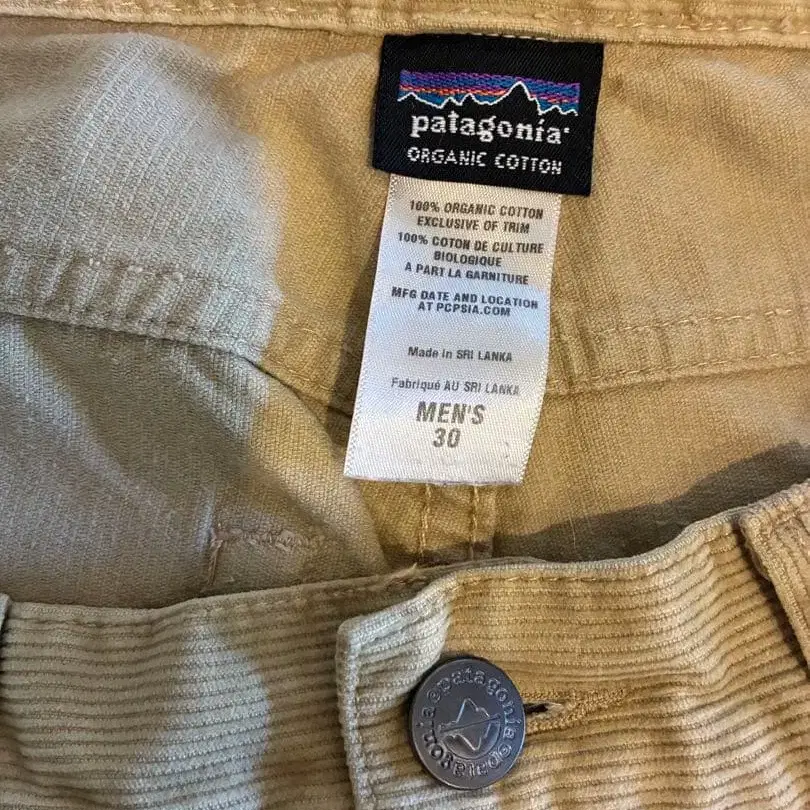 patagonia
ORGANIC COTTON
100% ORGANIC COTTON
EXCLUSIVE OF TRIM
100% COTON DE CULTURE
BIOLOGIQUE
A PART LA GARNITURE
MFG DATE AND LOCATION
AT PCPSIA.COM
Made in SRI LANKA
Fabriqué AU SRI LANKA
MEN'S
30
patagonia
patagonia